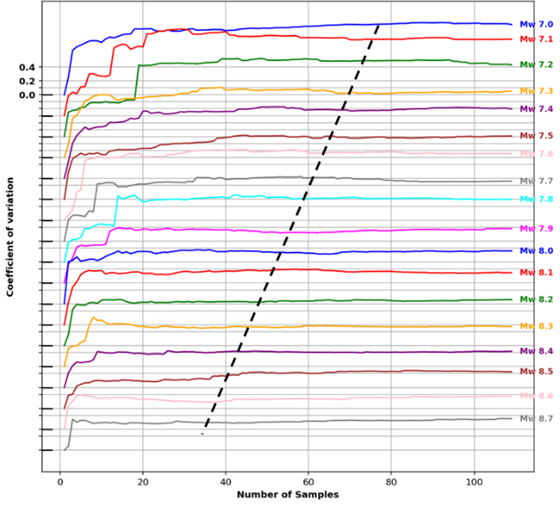 Mw 7.0
Mw 7.1
0.4
Mw 7.2
0.2
0.0
Mw 7.3
Mw 7.4
Mw 7.5
Mw 7.6
Mw 7.7
Mw 7.8
Mw 7.9
Mw 8.0
Mw 8.1
Mw 8.2
Mw 8.3
Mw 8.4
Mw 8.5
Mw 8.6
Mw 8.7
Coefficient of variation
0 20 40 60 80 100
Number of Samples